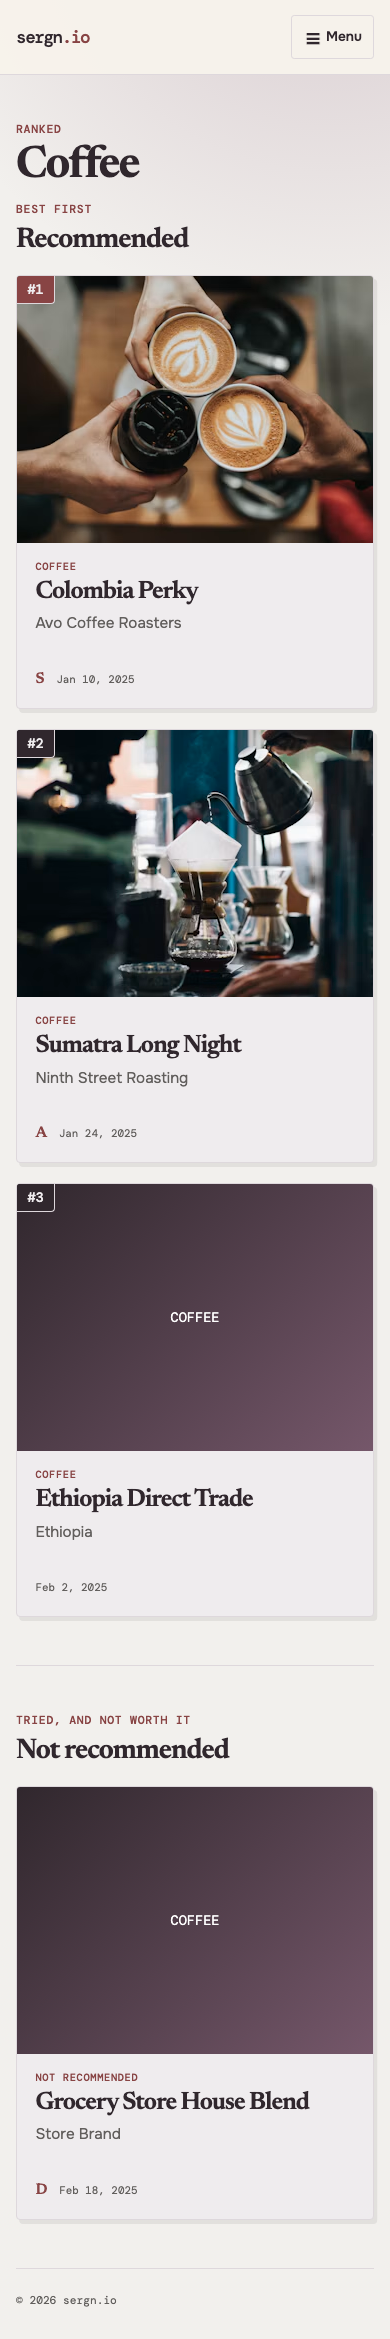 sergn.io
☰ Menu
RANKED
Coffee
BEST FIRST
Recommended
#1
COFFEE
Colombia Perky
Avo Coffee Roasters
S Jan 10, 2025
#2
COFFEE
Sumatra Long Night
Ninth Street Roasting
A Jan 24, 2025
#3
COFFEE
COFFEE
Ethiopia Direct Trade
Ethiopia
Feb 2, 2025
TRIED, AND NOT WORTH IT
Not recommended
COFFEE
NOT RECOMMENDED
Grocery Store House Blend
Store Brand
D Feb 18, 2025
© 2026 sergn.io